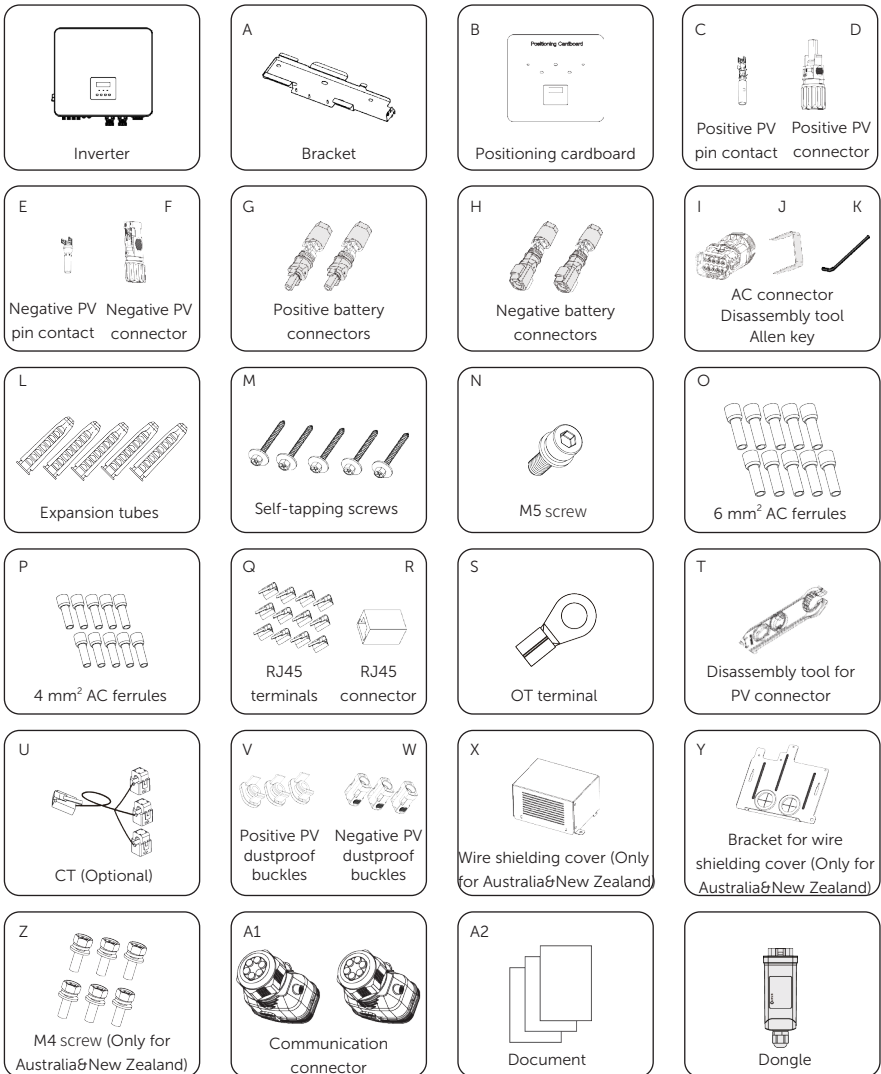 Inverter
A
Bracket
B
Positioning Cardboard
Positioning cardboard
C D
Positive PV
pin contact
Positive PV
connector
E F
Negative PV
pin contact
Negative PV
connector
G
Positive battery
connectors
H
Negative battery
connectors
I J K
AC connector
Disassembly tool
Allen key
L
Expansion tubes
M
Self-tapping screws
N
M5 screw
O
6 mm² AC ferrules
P
4 mm² AC ferrules
Q R
RJ45
terminals
RJ45
connector
S
OT terminal
T
Disassembly tool for
PV connector
U
CT (Optional)
V W
Positive PV
dustproof
buckles
Negative PV
dustproof
buckles
X
Wire shielding cover (Only
for Australia&New Zealand)
Y
Bracket for wire
shielding cover (Only for
Australia&New Zealand)
Z
M4 screw (Only for
Australia&New Zealand)
A1
Communication
connector
A2
Document
Dongle